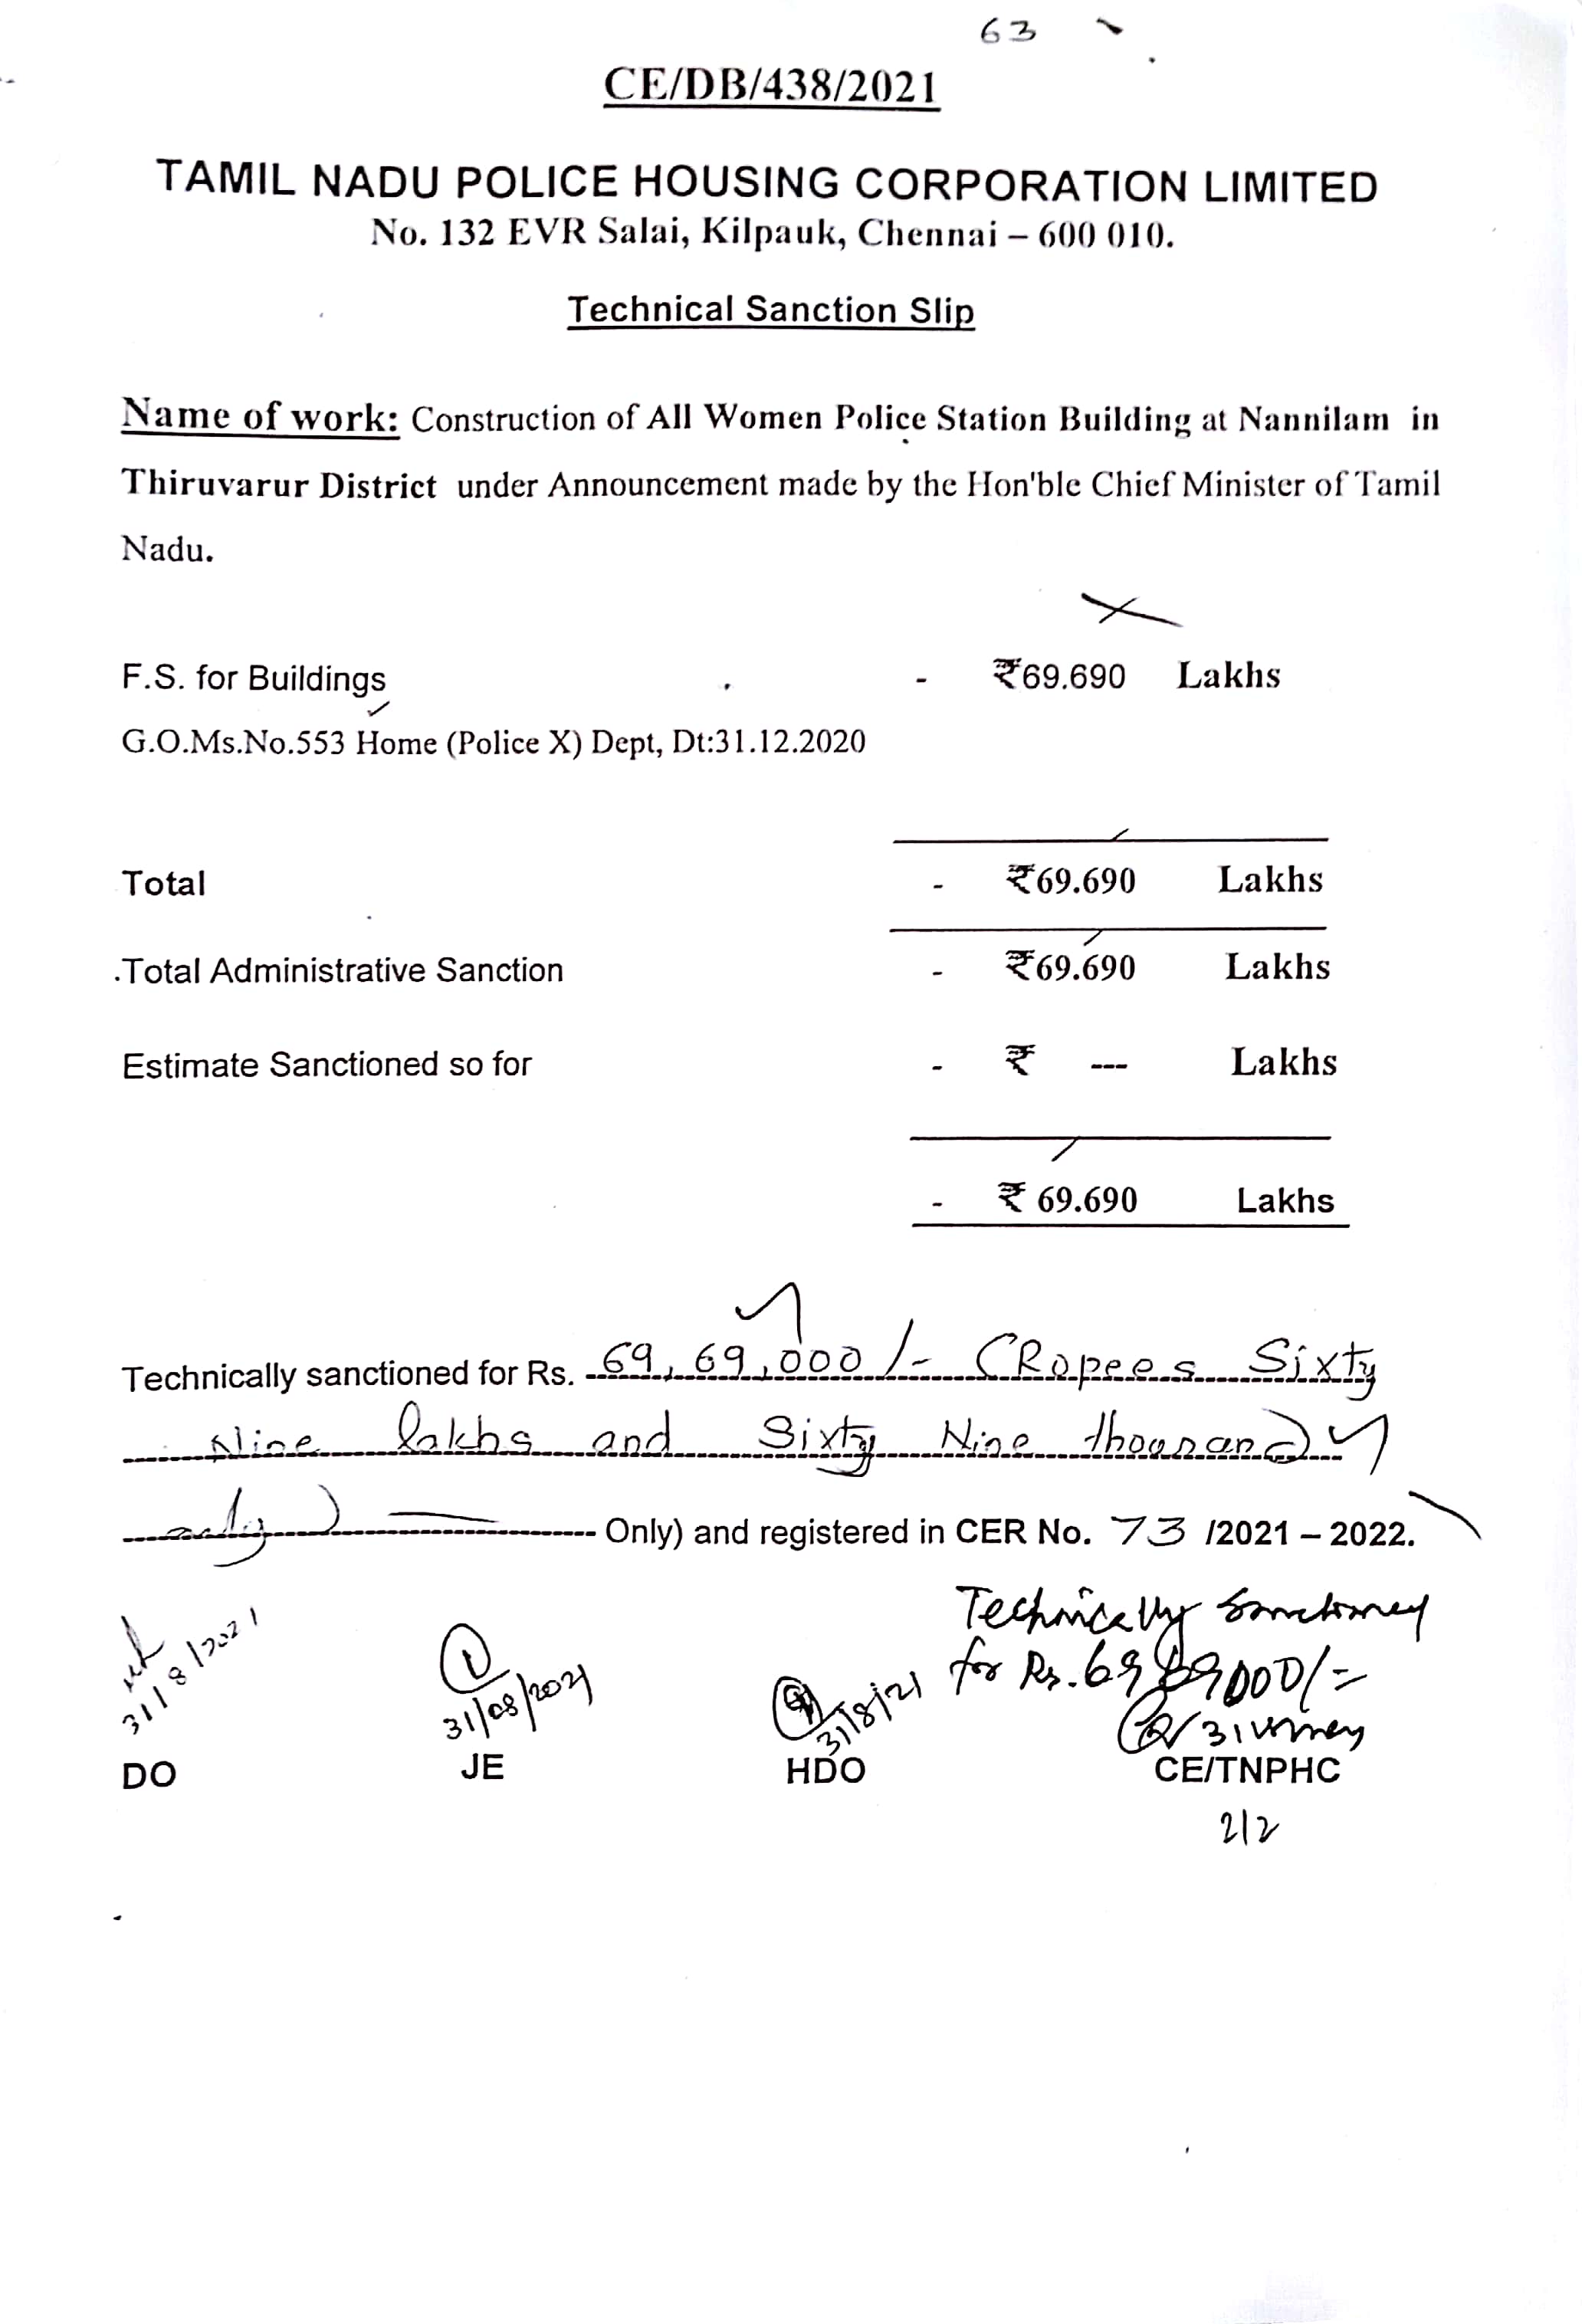 63
CE/DB/438/2021
TAMIL NADU POLICE HOUSING CORPORATION LIMITED
No. 132 EVR Salai, Kilpauk, Chennai – 600 010.
Technical Sanction Slip
Name of work: Construction of All Women Police Station Building at Nannilam in
Thiruvarur District under Announcement made by the Hon'ble Chief Minister of Tamil
Nadu.
F.S. for Buildings - ₹69.690 Lakhs
G.O.Ms.No.553 Home (Police X) Dept, Dt:31.12.2020
Total - ₹69.690 Lakhs
Total Administrative Sanction - ₹69.690 Lakhs
Estimate Sanctioned so for - ₹ --- Lakhs
- ₹ 69.690 Lakhs
Technically sanctioned for Rs. 69,69,000/- (Ropees Sixty
Nine lakhs and Sixty Nine thousand
only) Only) and registered in CER No. 73 /2021 – 2022.
Technically Sanctioned
for Rs. 69,69,000/=
31/8/2021 31/08/2021 31/8/21
DO JE HDO CE/TNPHC
2/2